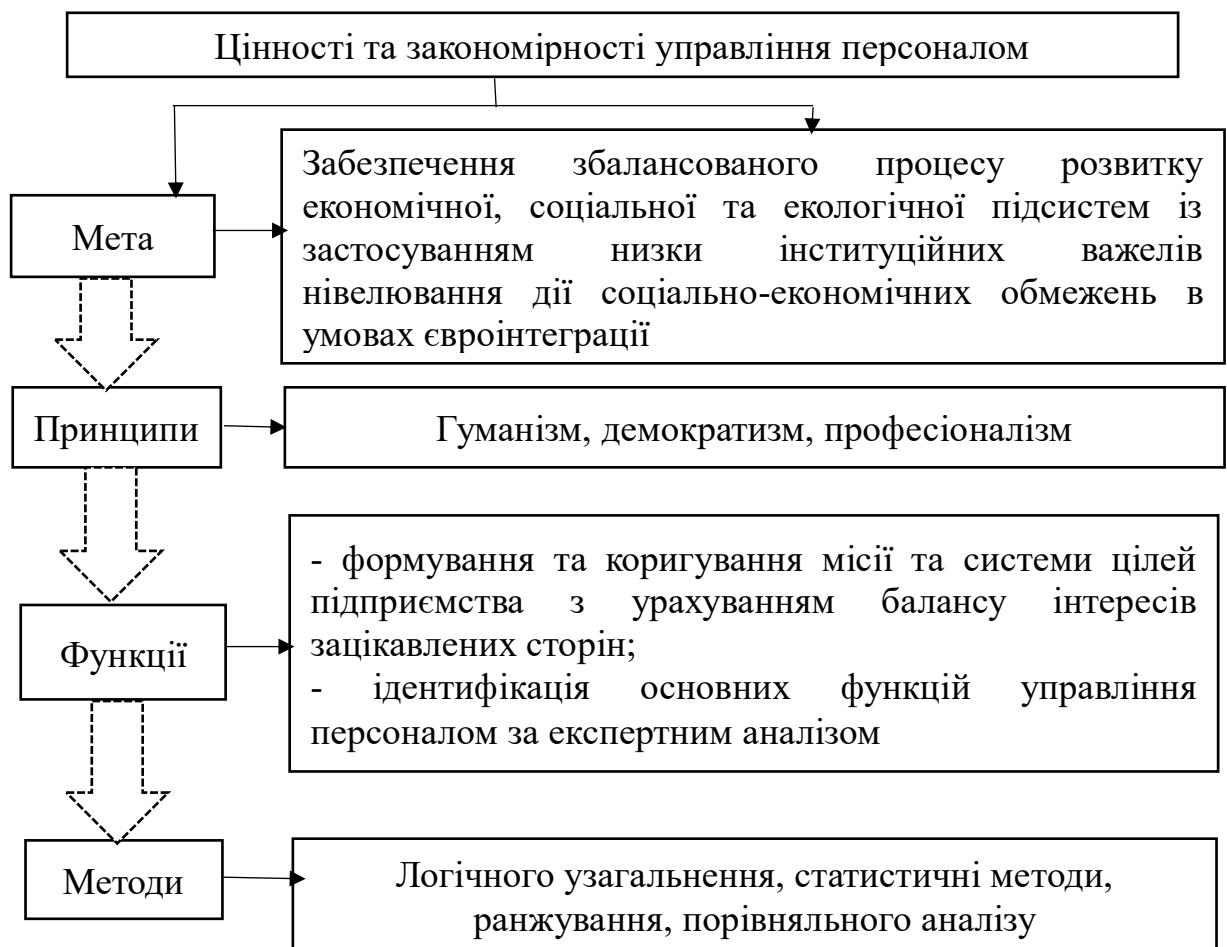 Цінності та закономірності управління персоналом
Забезпечення збалансованого процесу розвитку
економічної, соціальної та екологічної підсистем із
застосуванням низки інституційних важелів
нівелювання дії соціально-економічних обмежень в
умовах євроінтеграції
Мета
Принципи
Гуманізм, демократизм, професіоналізм
- формування та коригування місії та системи цілей
підприємства з урахуванням балансу інтересів
зацікавлених сторін;
- ідентифікація основних функцій управління
персоналом за експертним аналізом
Функції
Методи
Логічного узагальнення, статистичні методи,
ранжування, порівняльного аналізу